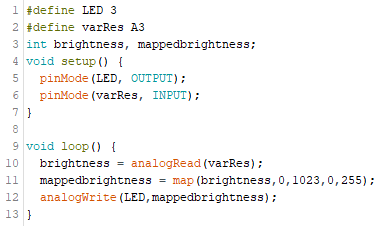 1 #define LED 3
2 #define varRes A3
3 int brightness, mappedbrightness;
4 void setup() {
5   pinMode(LED, OUTPUT);
6   pinMode(varRes, INPUT);
7 }
8
9 void loop() {
10   brightness = analogRead(varRes);
11   mappedbrightness = map(brightness,0,1023,0,255);
12   analogWrite(LED,mappedbrightness);
13 }